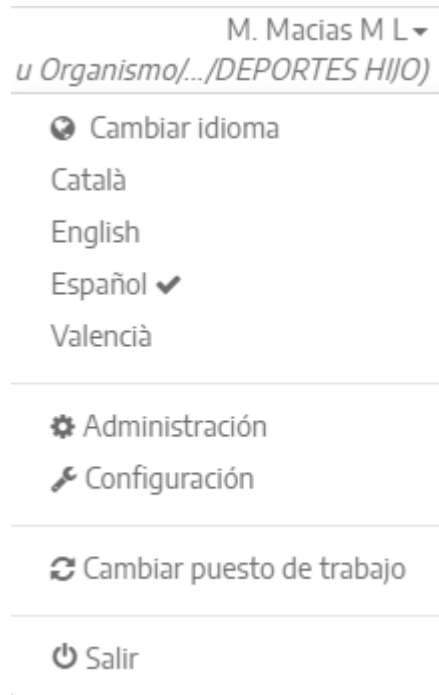 M. Macias M L
u Organismo/.../DEPORTES HIJO)
Cambiar idioma
Català
English
Español
Valencià
Administración
Configuración
Cambiar puesto de trabajo
Salir